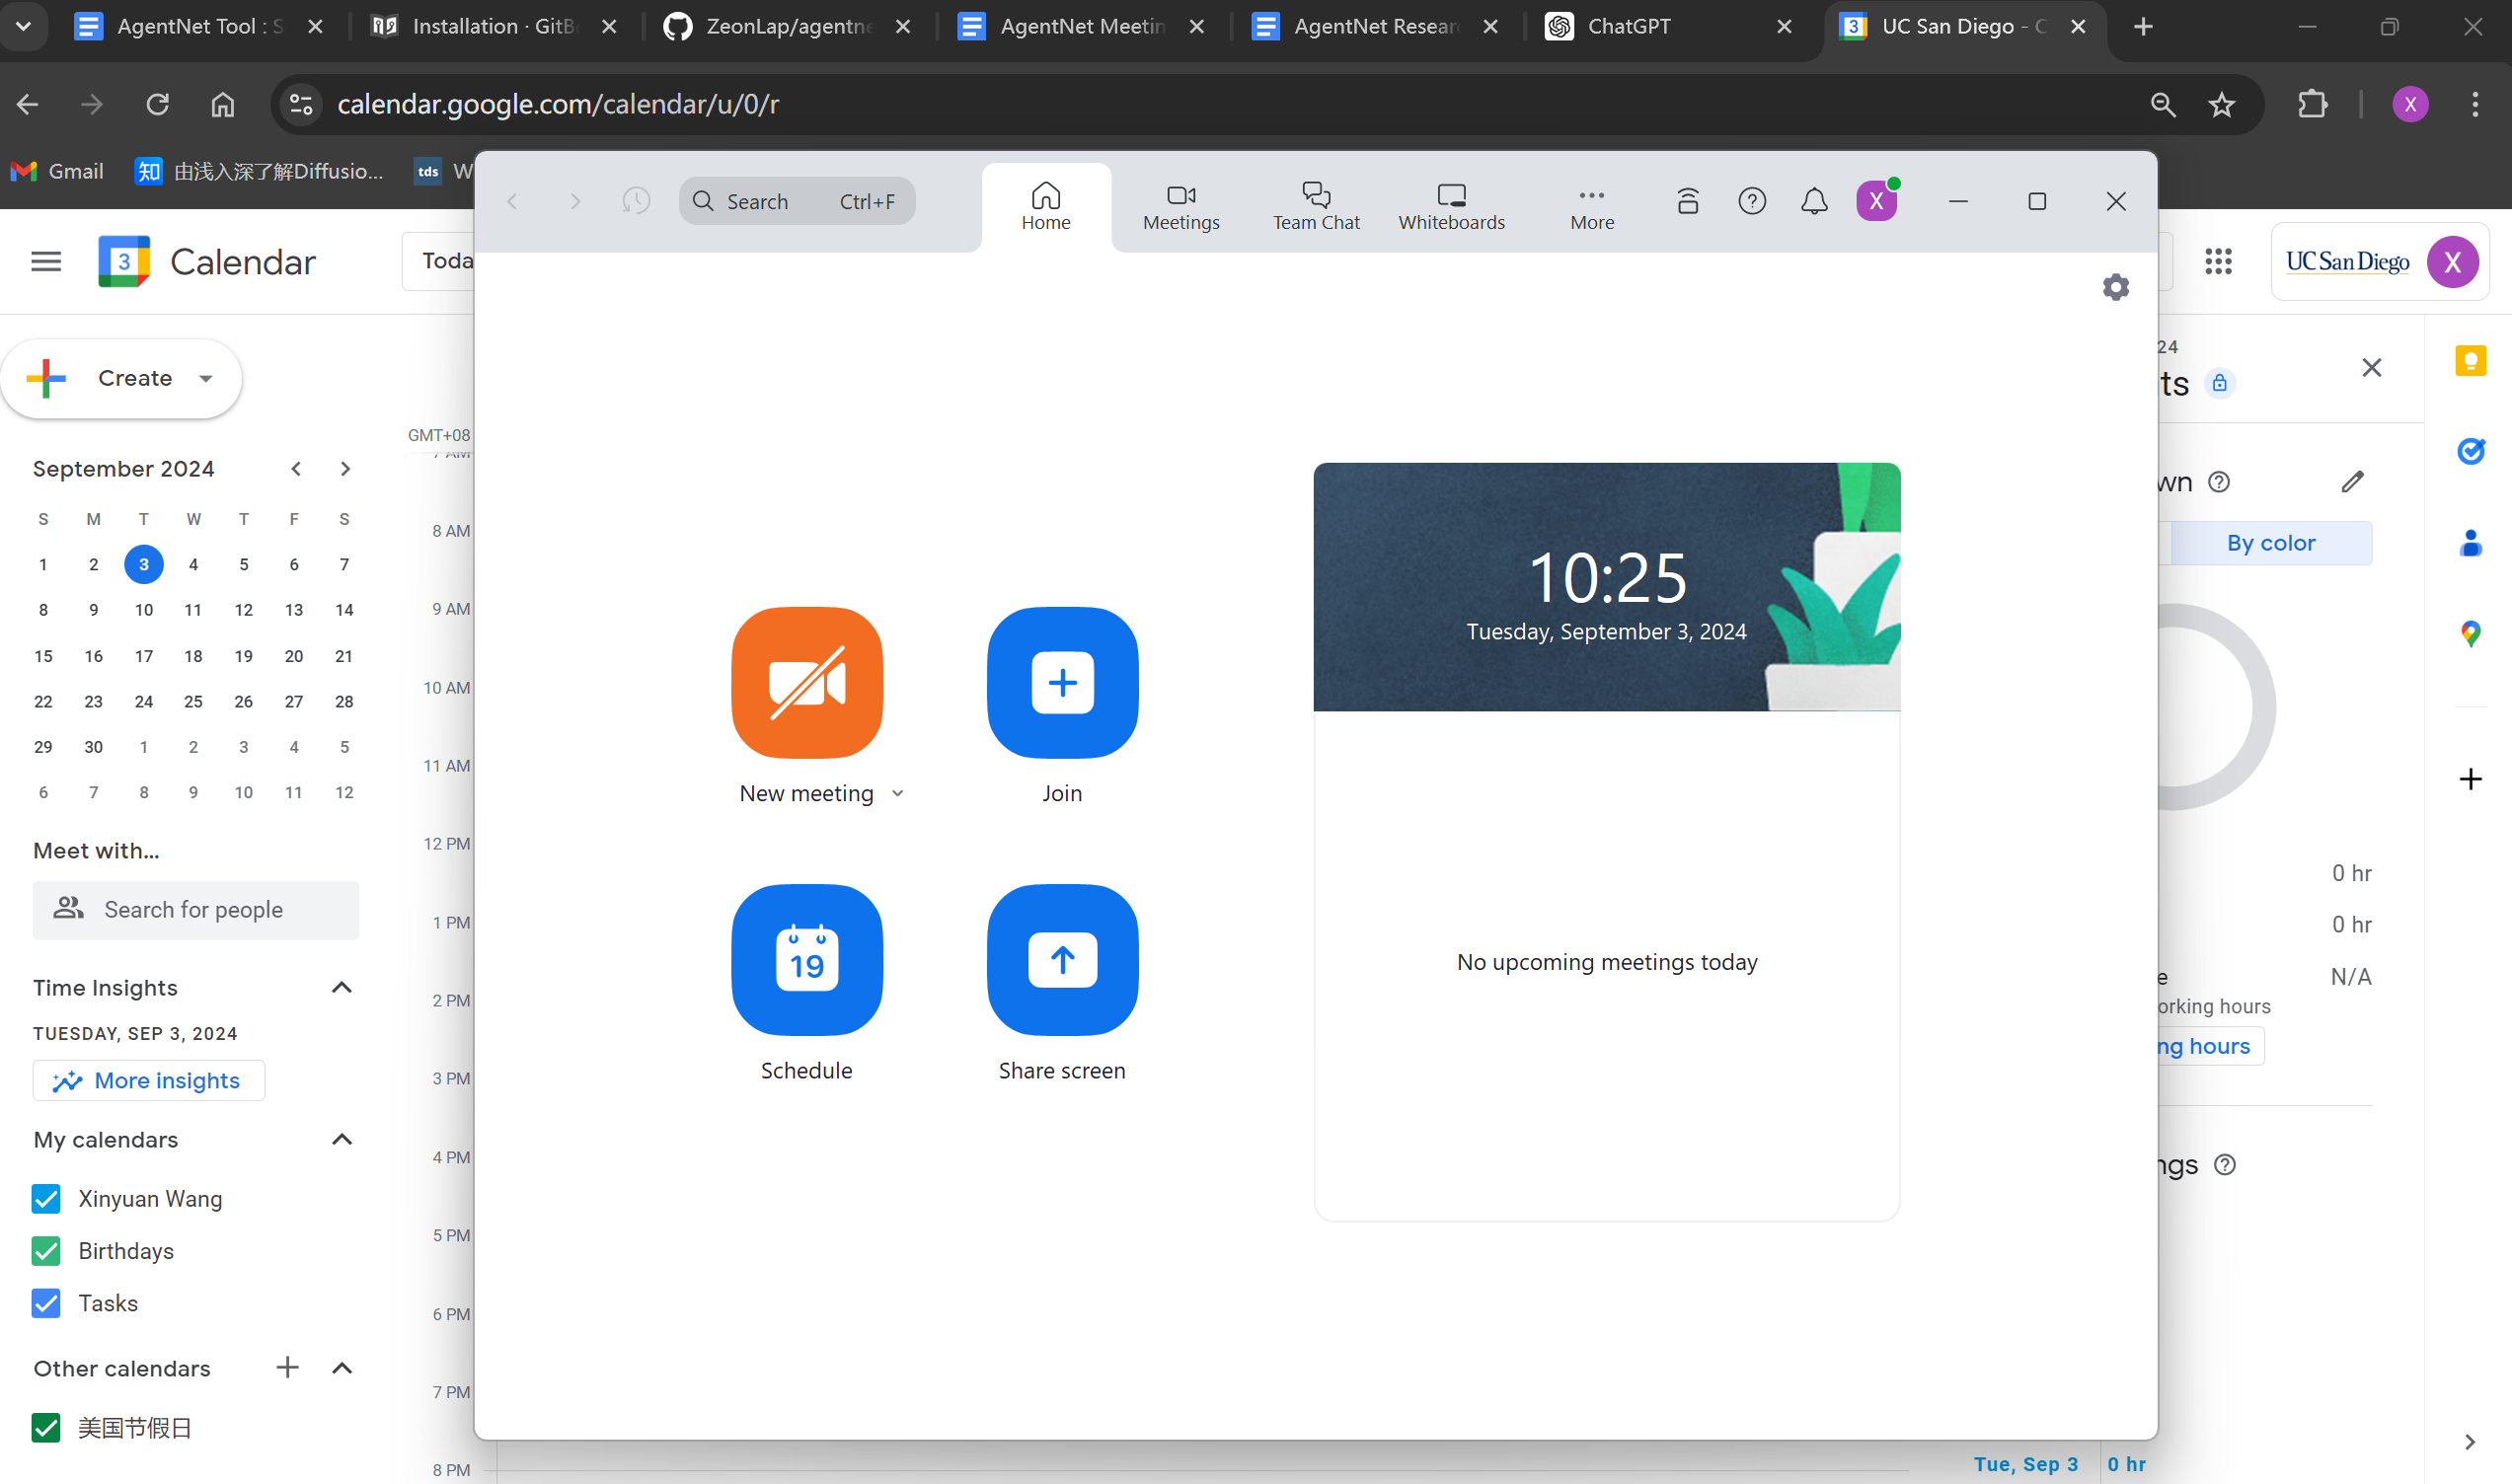 AgentNet Tool : S
Installation · GitB
ZeonLap/agentne
AgentNet Meetin
AgentNet Resear
ChatGPT
UC San Diego - C
calendar.google.com/calendar/u/0/r
X
Gmail
知 由浅入深了解Diffusio...
tds W
Search Ctrl+F
Home
Meetings
Team Chat
Whiteboards
More
X
3 Calendar
Toda
UC San Diego X
Create
24
ts
GMT+08
7 AM
September 2024
S M T W T F S
1 2 3 4 5 6 7
8 9 10 11 12 13 14
15 16 17 18 19 20 21
22 23 24 25 26 27 28
29 30 1 2 3 4 5
6 7 8 9 10 11 12
Meet with...
Search for people
Time Insights
TUESDAY, SEP 3, 2024
More insights
My calendars
Xinyuan Wang
Birthdays
Tasks
Other calendars
美国节假日
8 AM
9 AM
10 AM
11 AM
12 PM
1 PM
2 PM
3 PM
4 PM
5 PM
6 PM
7 PM
8 PM
New meeting
Join
19
Schedule
Share screen
10:25
Tuesday, September 3, 2024
No upcoming meetings today
wn
By color
0 hr
0 hr
e N/A
orking hours
ng hours
ngs
Tue, Sep 3 0 hr